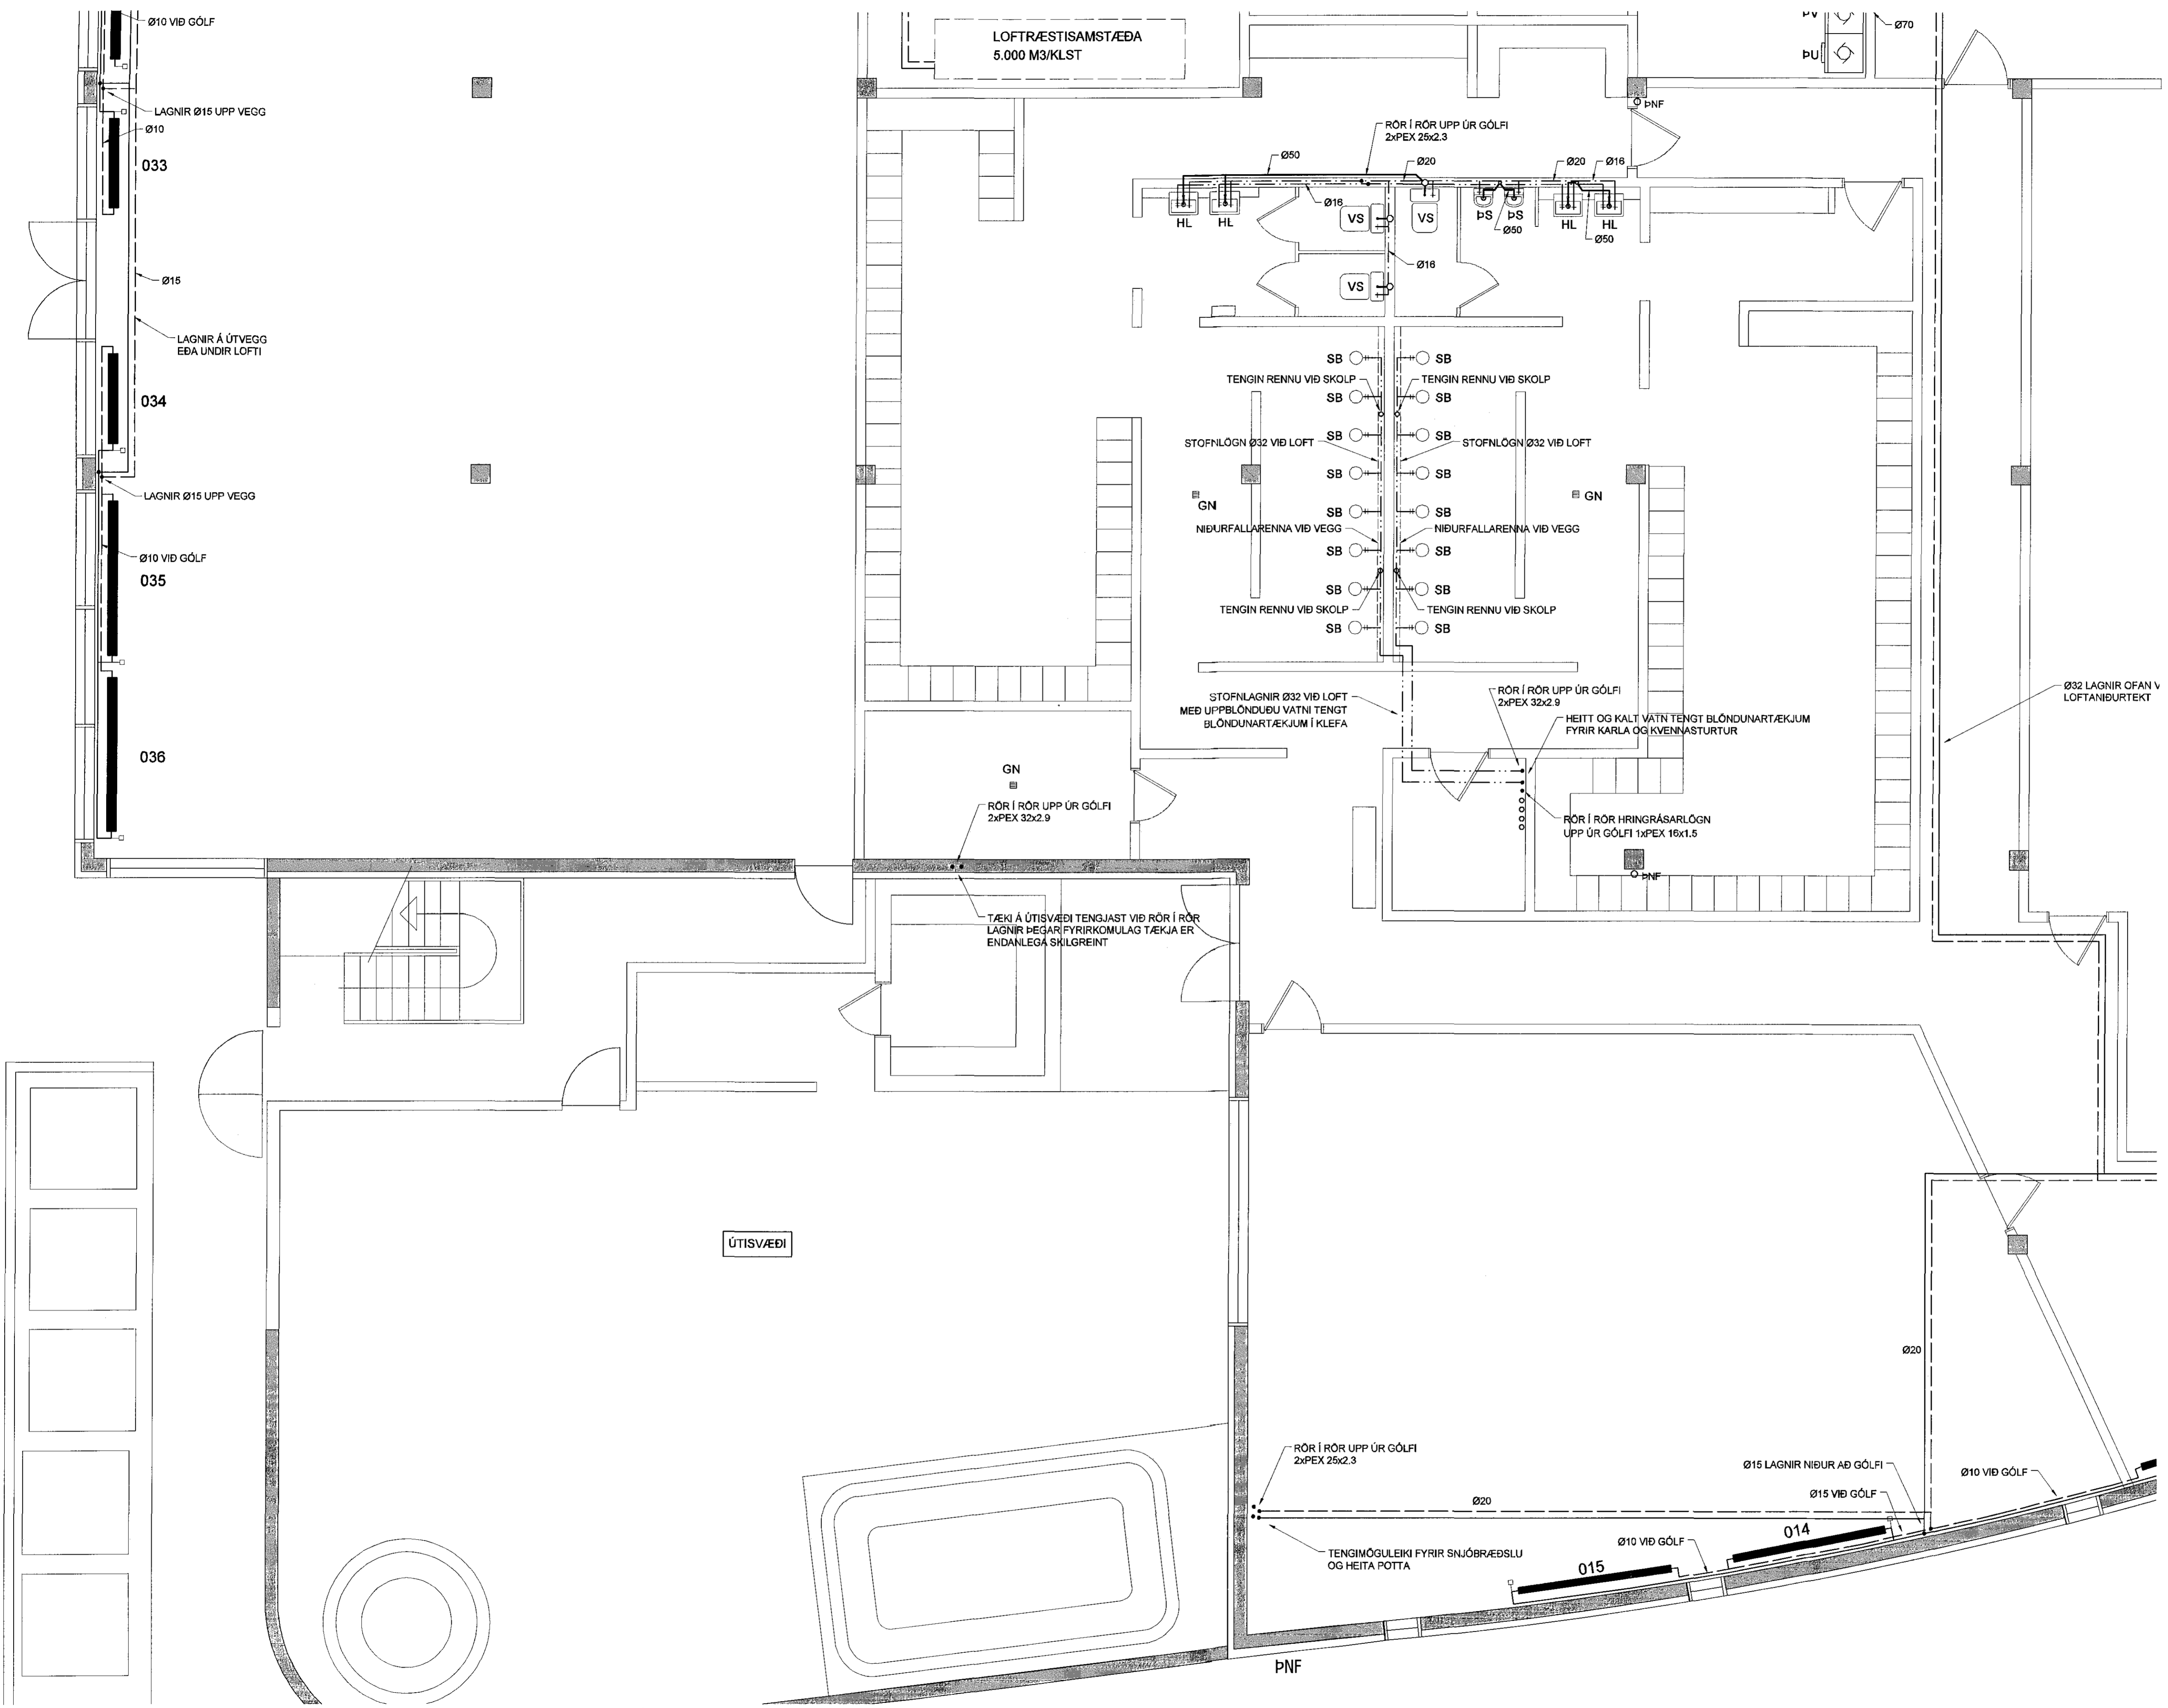 Ø10 VIÐ GÓLF
LOFTRÆSTISAMSTÆÐA
5.000 M3/KLST
ÞV
Ø70
ÞU
LAGNIR Ø15 UPP VEGG
Ø10
033
ÞNF
RÖR Í RÖR UPP ÚR GÓLFI
2xPEX 25x2.3
Ø50
Ø20
Ø20
Ø16
Ø16
HL
HL
VS
VS
ÞS
ÞS
Ø50
HL
HL
Ø50
Ø16
VS
Ø15
LAGNIR Á ÚTVEGG
EÐA UNDIR LOFTI
034
SB
SB
TENGIN RENNU VIÐ SKOLP
TENGIN RENNU VIÐ SKOLP
SB
SB
SB
SB
STOFNLÖGN Ø32 VIÐ LOFT
STOFNLÖGN Ø32 VIÐ LOFT
SB
SB
LAGNIR Ø15 UPP VEGG
GN
GN
SB
SB
NIÐURFALLARENNA VIÐ VEGG
NIÐURFALLARENNA VIÐ VEGG
SB
SB
Ø10 VIÐ GÓLF
035
SB
SB
TENGIN RENNU VIÐ SKOLP
TENGIN RENNU VIÐ SKOLP
SB
SB
STOFNLAGNIR Ø32 VIÐ LOFT
MEÐ UPPBLÖNDUÐU VATNI TENGT
BLÖNDUNARTÆKJUM Í KLEFA
RÖR Í RÖR UPP ÚR GÓLFI
2xPEX 32x2.9
HEITT OG KALT VATN TENGT BLÖNDUNARTÆKJUM
FYRIR KARLA OG KVENNASTURTUR
Ø32 LAGNIR OFAN V
LOFTANIÐURTEKT
036
GN
RÖR Í RÖR UPP ÚR GÓLFI
2xPEX 32x2.9
RÖR Í RÖR HRINGRÁSARLÖGN
UPP ÚR GÓLFI 1xPEX 16x1.5
ÞNF
TÆKI Á ÚTISVÆÐI TENGJAST VIÐ RÖR Í RÖR
LAGNIR ÞEGAR FYRIRKOMULAG TÆKJA ER
ENDANLEGA SKILGREINT
ÚTISVÆÐI
Ø20
RÖR Í RÖR UPP ÚR GÓLFI
2xPEX 25x2.3
Ø20
Ø15 LAGNIR NIÐUR AÐ GÓLFI
Ø10 VIÐ GÓLF
Ø15 VIÐ GÓLF
014
Ø10 VIÐ GÓLF
TENGIMÖGULEIKI FYRIR SNJÓBRÆÐSLU
OG HEITA POTTA
015
ÞNF